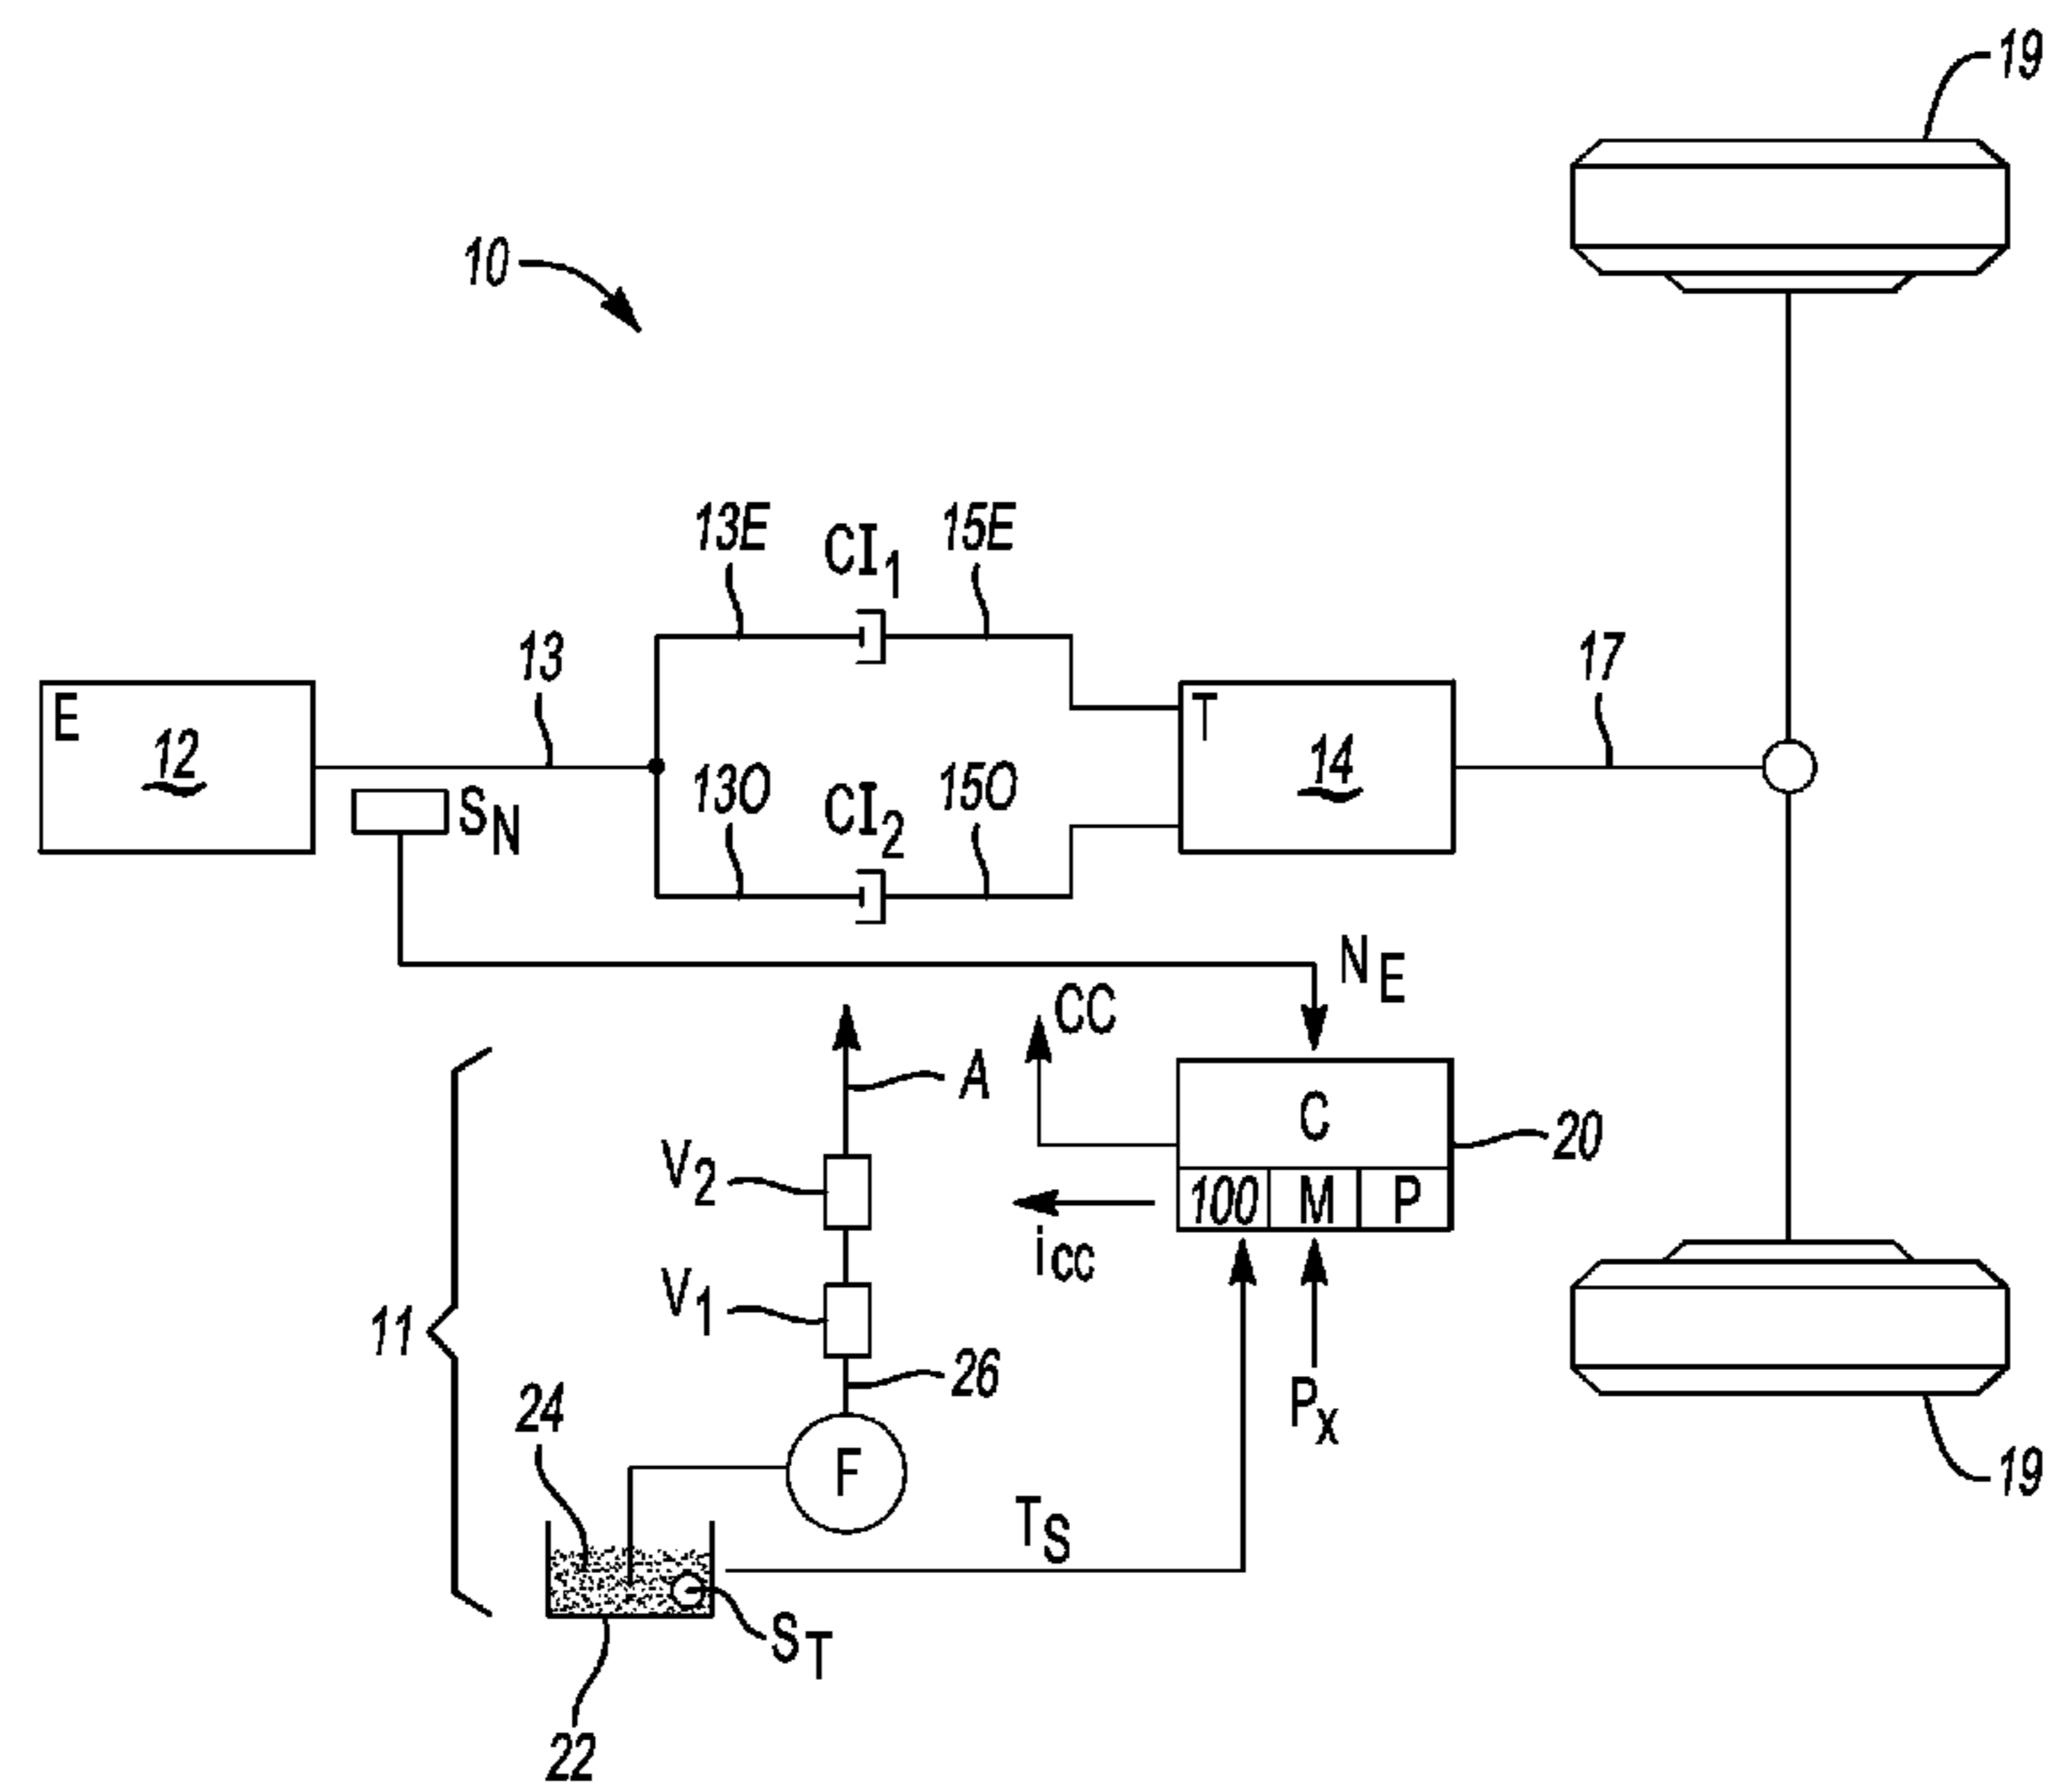 19
10
13E CI1 15E
13 17
E T
12 14
13O CI2 15O
SN
NE
CC
A
C
V2 20
100 M P
icc
V1
11
26
24 PX
F
19
TS
ST
22